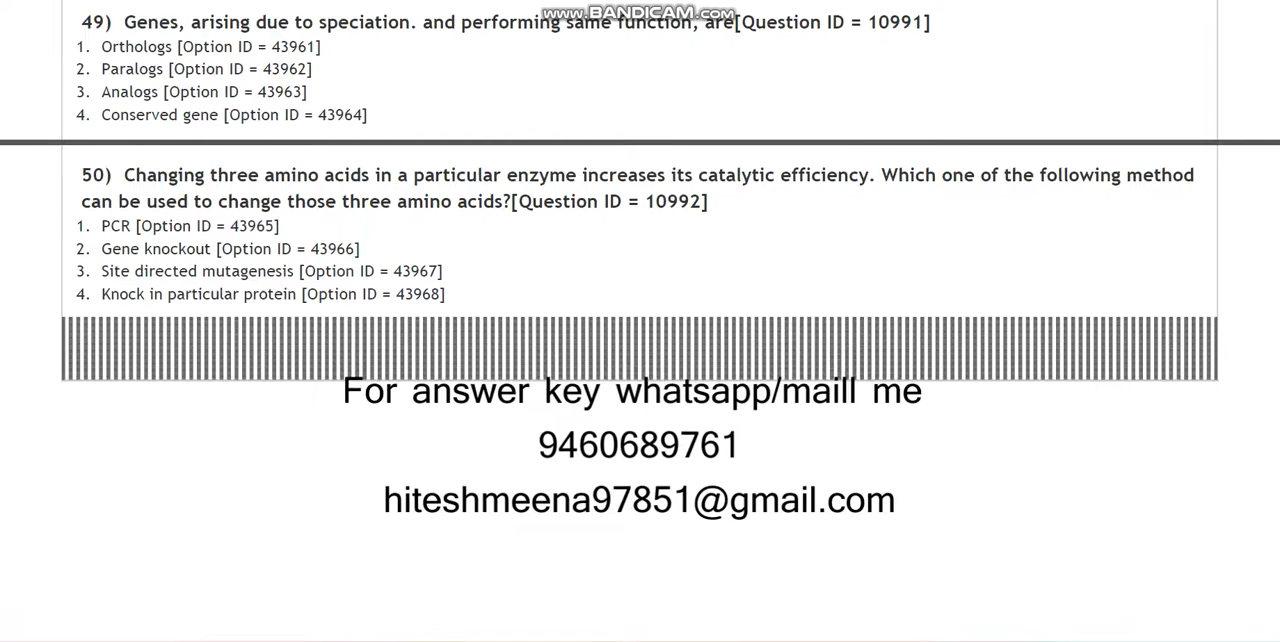 www.BANDICAM.com
49) Genes, arising due to speciation. and performing same function, are[Question ID = 10991]
1. Orthologs [Option ID = 43961]
2. Paralogs [Option ID = 43962]
3. Analogs [Option ID = 43963]
4. Conserved gene [Option ID = 43964]
50) Changing three amino acids in a particular enzyme increases its catalytic efficiency. Which one of the following method
can be used to change those three amino acids?[Question ID = 10992]
1. PCR [Option ID = 43965]
2. Gene knockout [Option ID = 43966]
3. Site directed mutagenesis [Option ID = 43967]
4. Knock in particular protein [Option ID = 43968]
For answer key whatsapp/maill me
9460689761
hiteshmeena97851@gmail.com